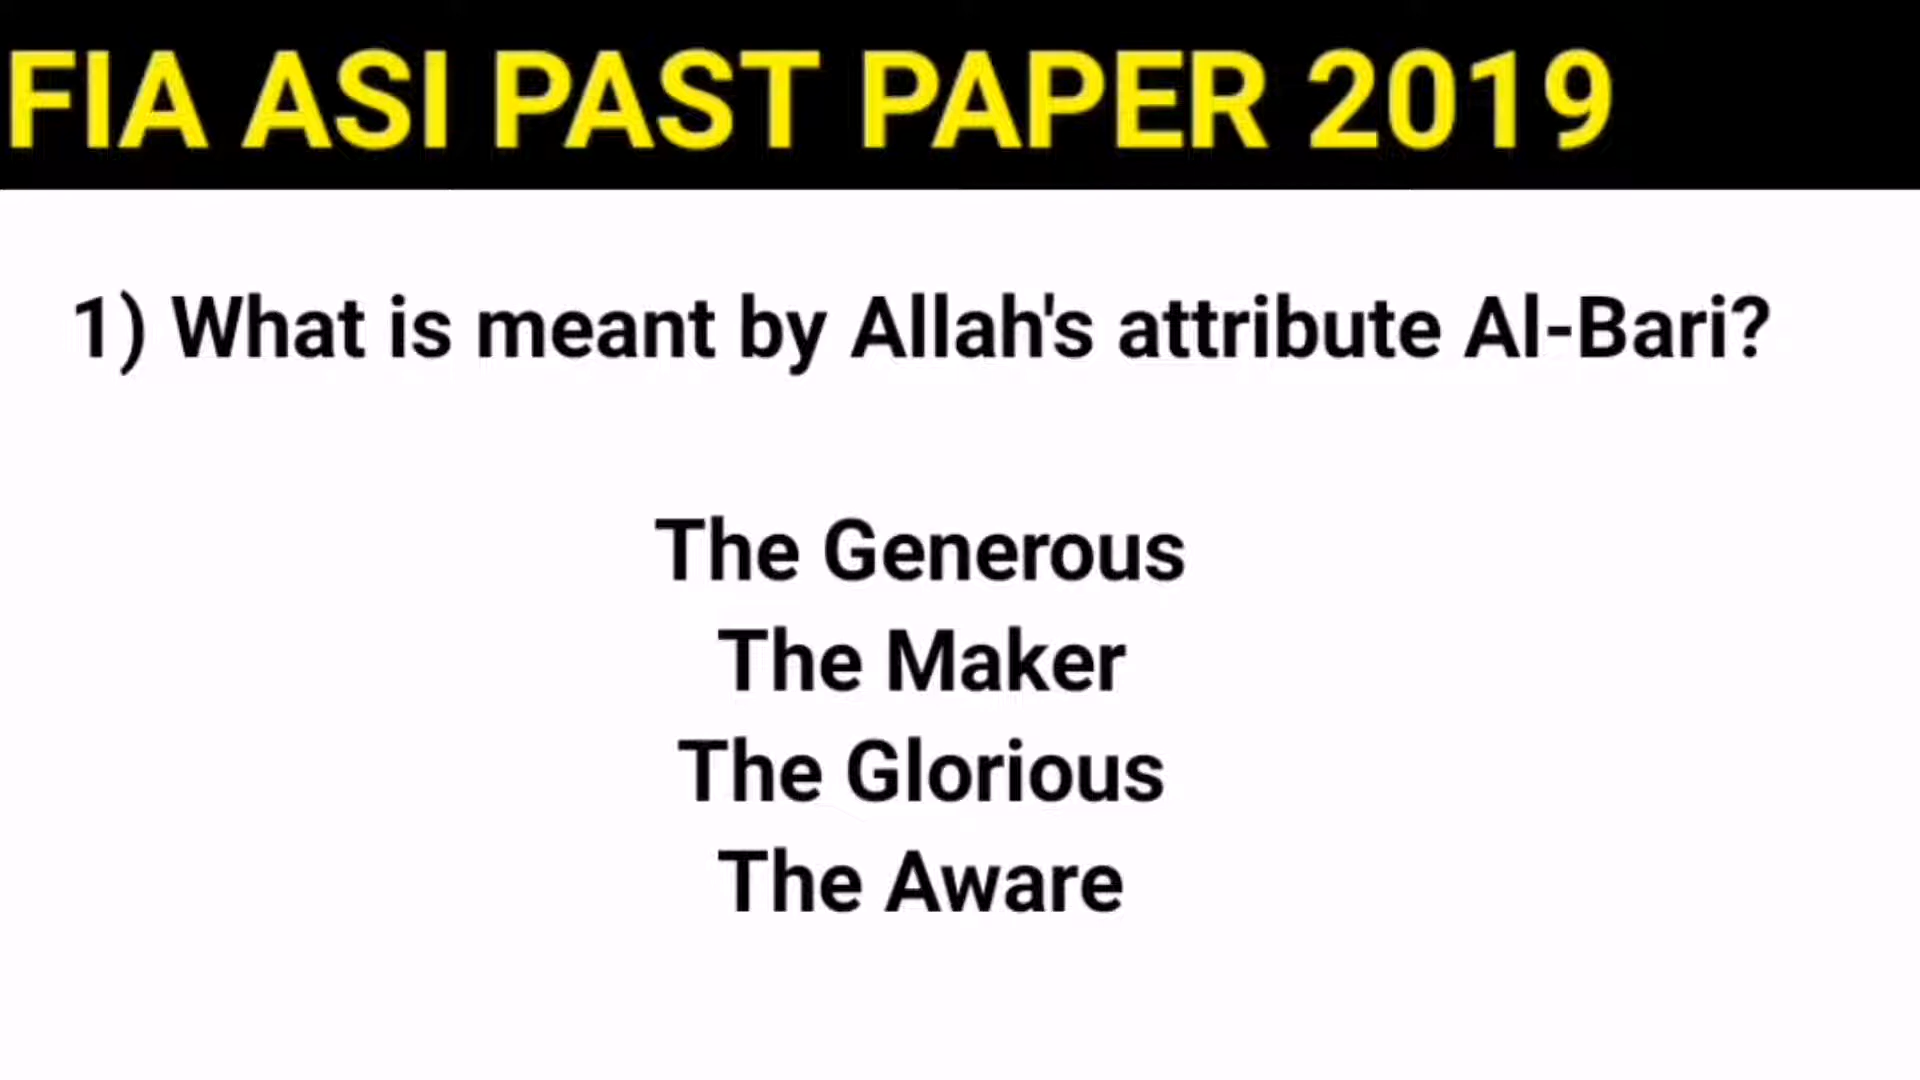 FIA ASI PAST PAPER 2019
1) What is meant by Allah's attribute Al-Bari?
The Generous
The Maker
The Glorious
The Aware